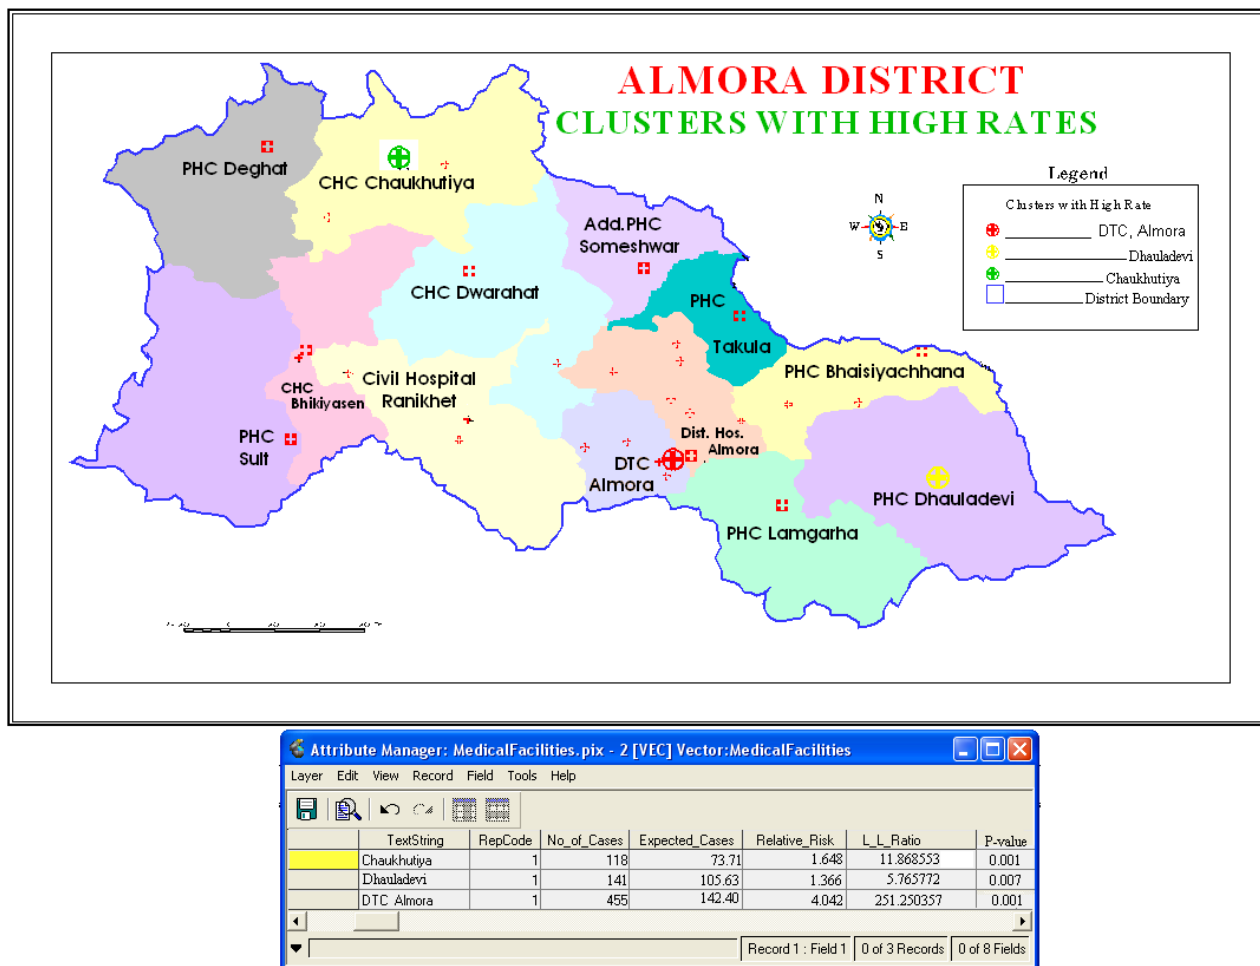 ALMORA DISTRICT
CLUSTERS WITH HIGH RATES
PHC Deghat
CHC Chaukhutiya
Add.PHC
Someshwar
CHC Dwarahat
PHC
Takula
PHC Bhaisiyachhana
Civil Hospital
Ranikhet
CHC
Bhikiyasen
PHC
Sult
Dist. Hos.
Almora
DTC
Almora
PHC Dhauladevi
PHC Lamgarha
N
W E
S
Legend
Clusters with High Rate
DTC, Almora
Dhauladevi
Chaukhutiya
District Boundary
Attribute Manager: MedicalFacilities.pix - 2 [VEC] Vector:MedicalFacilities
Layer Edit View Record Field Tools Help
TextString RepCode No_of_Cases Expected_Cases Relative_Risk L_L_Ratio P-value
Chaukhutiya 1 118 73.71 1.648 11.868553 0.001
Dhauladevi 1 141 105.63 1.366 5.765772 0.007
DTC Almora 1 455 142.40 4.042 251.250357 0.001
Record 1 : Field 1 0 of 3 Records 0 of 8 Fields